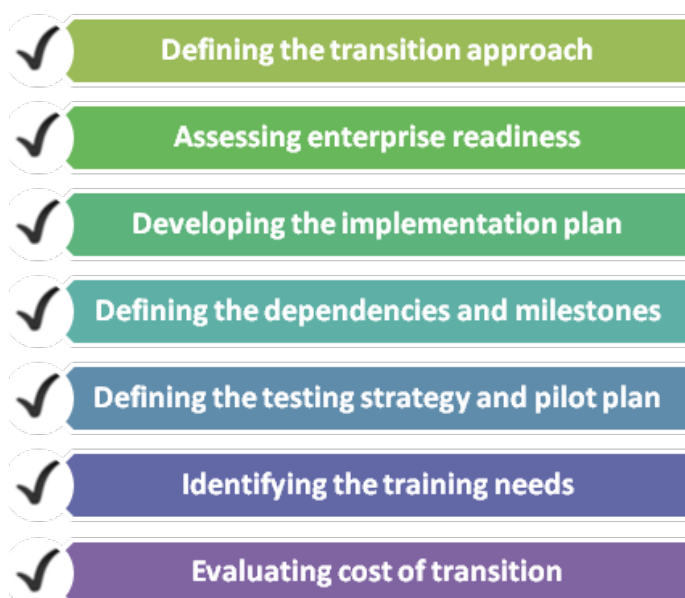 Defining the transition approach
Assessing enterprise readiness
Developing the implementation plan
Defining the dependencies and milestones
Defining the testing strategy and pilot plan
Identifying the training needs
Evaluating cost of transition